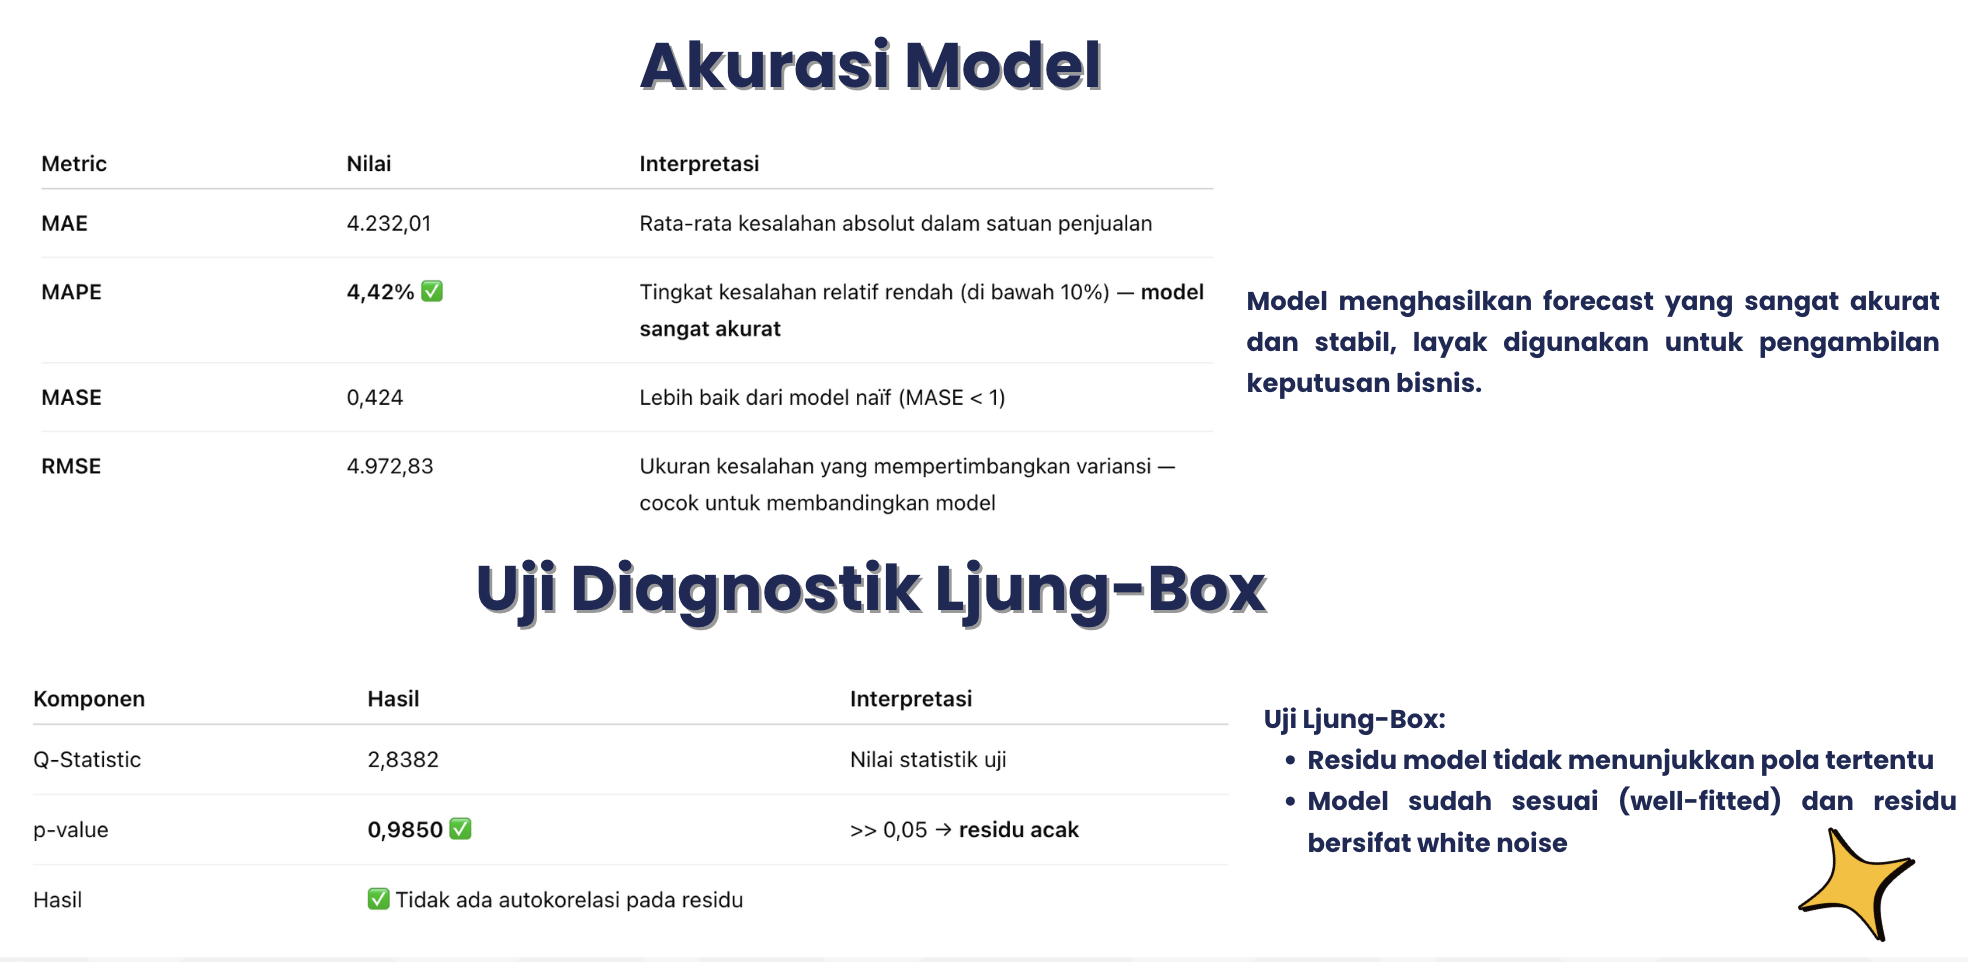 Akurasi Model
Metric Nilai Interpretasi
MAE 4.232,01 Rata-rata kesalahan absolut dalam satuan penjualan
MAPE 4,42% ✅ Tingkat kesalahan relatif rendah (di bawah 10%) — model
sangat akurat
MASE 0,424 Lebih baik dari model naïf (MASE < 1)
RMSE 4.972,83 Ukuran kesalahan yang mempertimbangkan variansi —
cocok untuk membandingkan model
Model menghasilkan forecast yang sangat akurat
dan stabil, layak digunakan untuk pengambilan
keputusan bisnis.
Uji Diagnostik Ljung-Box
Komponen Hasil Interpretasi
Q-Statistic 2,8382 Nilai statistik uji
p-value 0,9850 ✅ >> 0,05 → residu acak
Hasil ✅ Tidak ada autokorelasi pada residu
Uji Ljung-Box:
• Residu model tidak menunjukkan pola tertentu
• Model sudah sesuai (well-fitted) dan residu
bersifat white noise